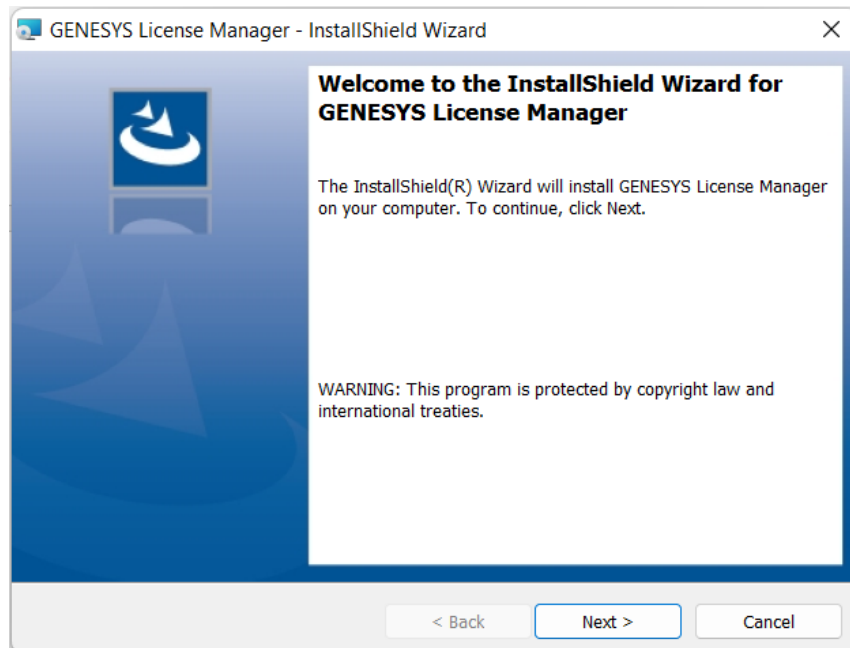 GENESYS License Manager - InstallShield Wizard
Welcome to the InstallShield Wizard for
GENESYS License Manager
The InstallShield(R) Wizard will install GENESYS License Manager
on your computer. To continue, click Next.
WARNING: This program is protected by copyright law and
international treaties.
< Back
Next >
Cancel